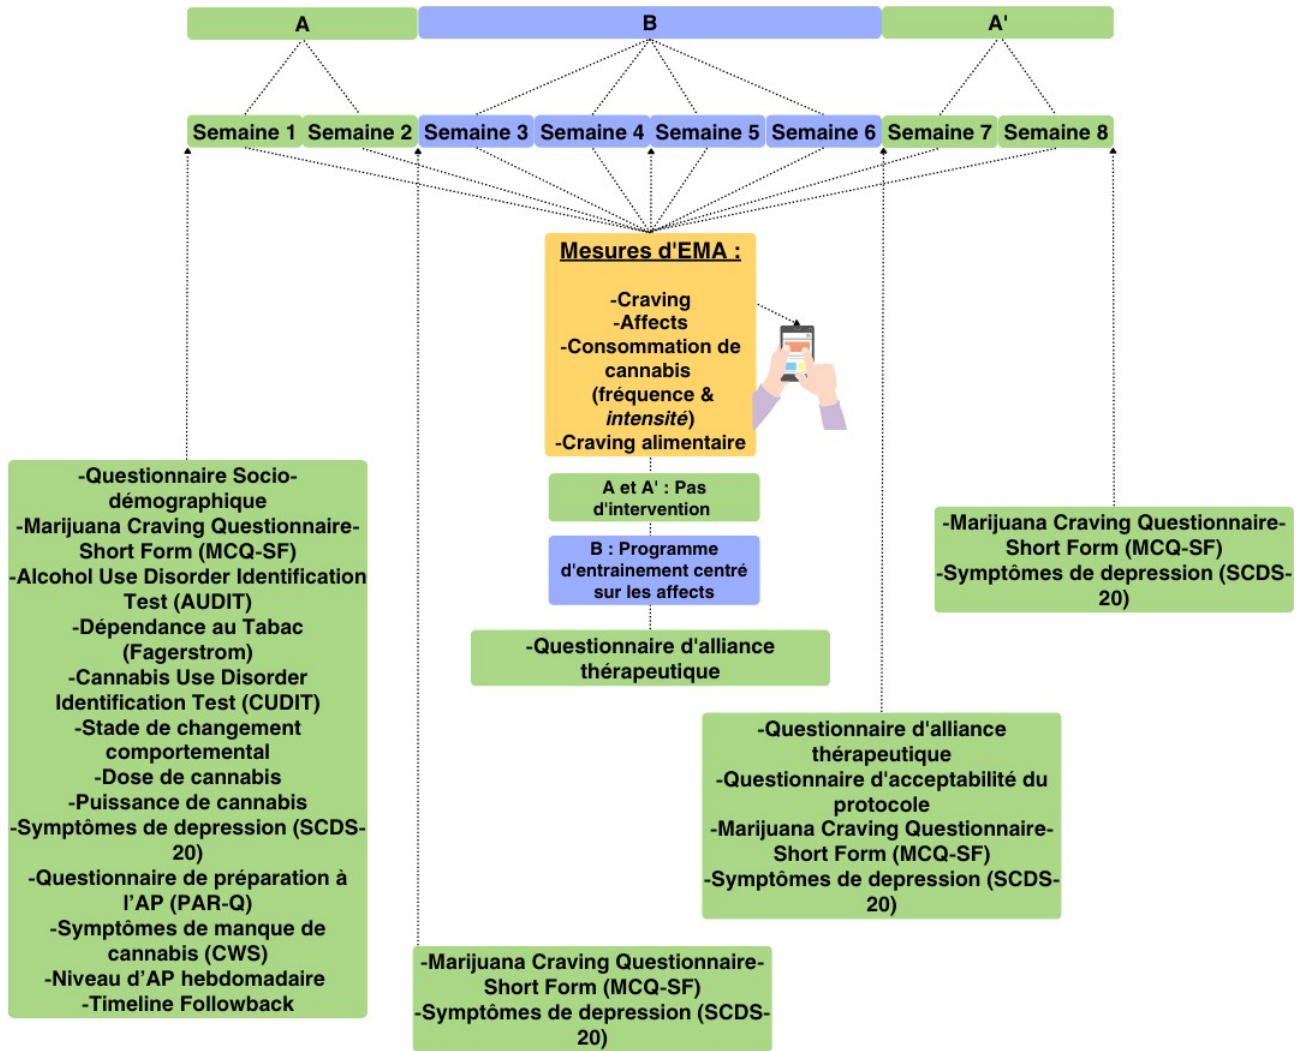 A
B
A'
Semaine 1
Semaine 2
Semaine 3
Semaine 4
Semaine 5
Semaine 6
Semaine 7
Semaine 8
Mesures d'EMA :
-Craving
-Affects
-Consommation de
cannabis
(fréquence &
intensité)
-Craving alimentaire
A et A' : Pas
d'intervention
B : Programme
d'entrainement centré
sur les affects
-Questionnaire d'alliance
thérapeutique
-Questionnaire Socio-
démographique
-Marijuana Craving Questionnaire-
Short Form (MCQ-SF)
-Alcohol Use Disorder Identification
Test (AUDIT)
-Dépendance au Tabac
(Fagerstrom)
-Cannabis Use Disorder
Identification Test (CUDIT)
-Stade de changement
comportemental
-Dose de cannabis
-Puissance de cannabis
-Symptômes de depression (SCDS-
20)
-Questionnaire de préparation à
l’AP (PAR-Q)
-Symptômes de manque de
cannabis (CWS)
-Niveau d’AP hebdomadaire
-Timeline Followback
-Marijuana Craving Questionnaire-
Short Form (MCQ-SF)
-Symptômes de depression (SCDS-
20)
-Questionnaire d'alliance
thérapeutique
-Questionnaire d'acceptabilité du
protocole
-Marijuana Craving Questionnaire-
Short Form (MCQ-SF)
-Symptômes de depression (SCDS-
20)
-Marijuana Craving Questionnaire-
Short Form (MCQ-SF)
-Symptômes de depression (SCDS-
20)